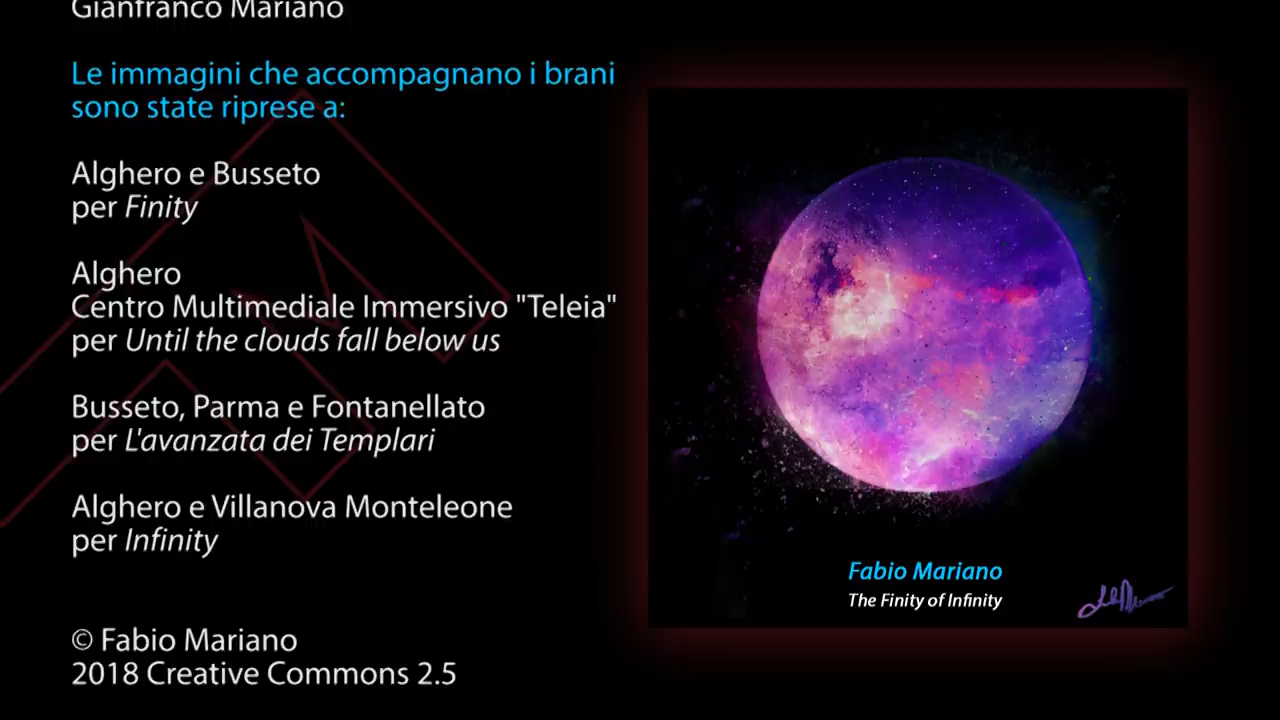 Gianfranco Mariano
Le immagini che accompagnano i brani
sono state riprese a:
Alghero e Busseto
per Finity
Alghero
Centro Multimediale Immersivo "Teleia"
per Until the clouds fall below us
Busseto, Parma e Fontanellato
per L'avanzata dei Templari
Alghero e Villanova Monteleone
per Infinity
© Fabio Mariano
2018 Creative Commons 2.5
Fabio Mariano
The Finity of Infinity